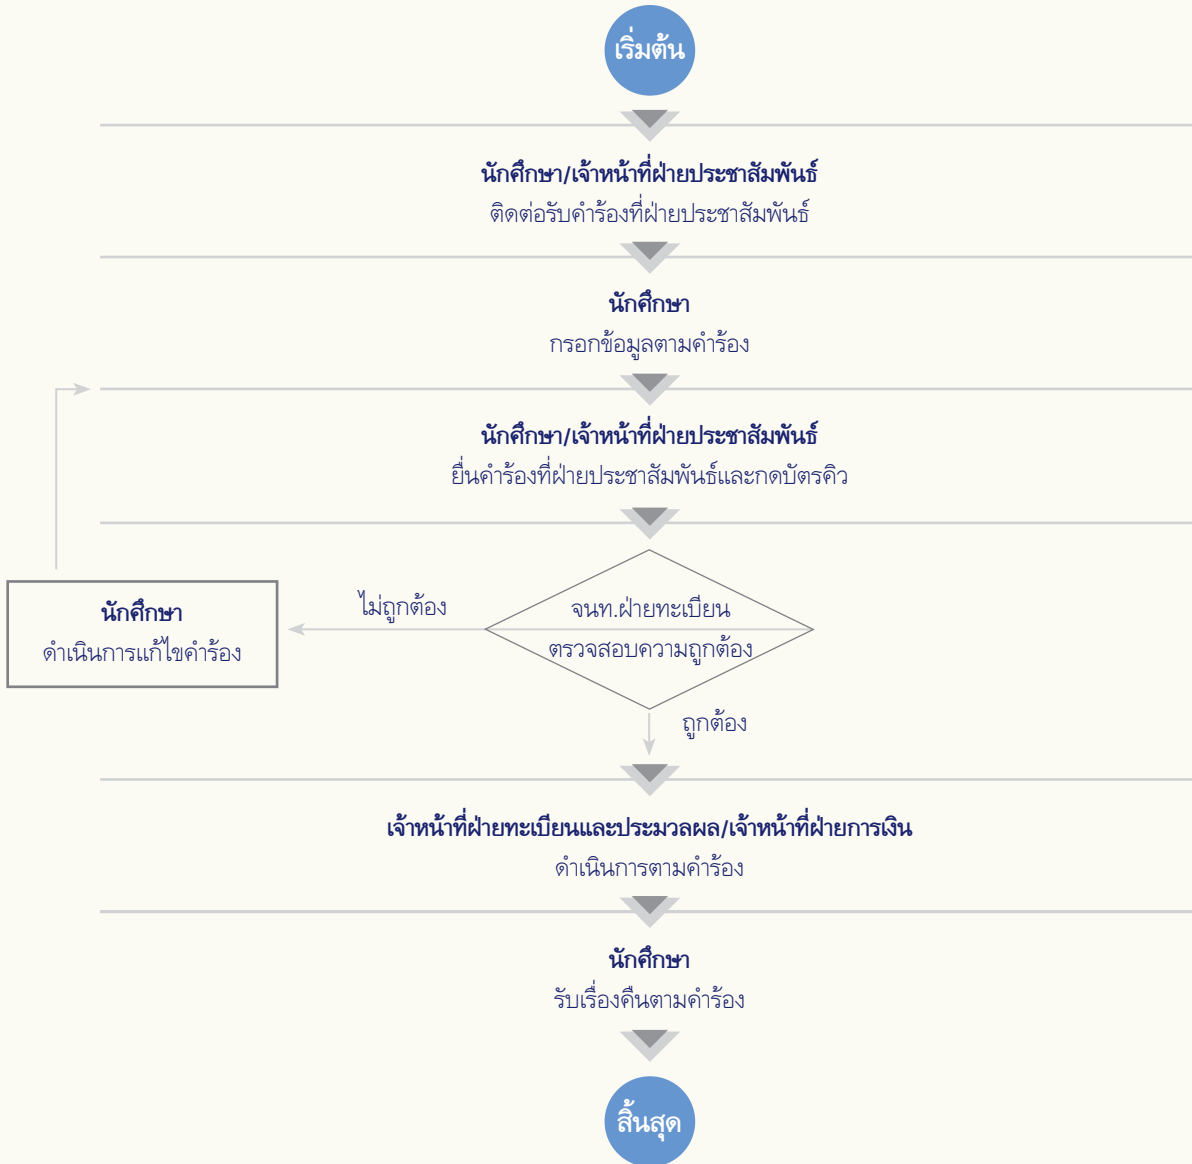 เริ่มต้น
นักศึกษา/เจ้าหน้าที่ฝ่ายประชาสัมพันธ์
ติดต่อรับคำร้องที่ฝ่ายประชาสัมพันธ์
นักศึกษา
กรอกข้อมูลตามคำร้อง
นักศึกษา/เจ้าหน้าที่ฝ่ายประชาสัมพันธ์
ยื่นคำร้องที่ฝ่ายประชาสัมพันธ์และกดบัตรคิว
จนท.ฝ่ายทะเบียน
ตรวจสอบความถูกต้อง
ไม่ถูกต้อง
นักศึกษา
ดำเนินการแก้ไขคำร้อง
ถูกต้อง
เจ้าหน้าที่ฝ่ายทะเบียนและประมวลผล/เจ้าหน้าที่ฝ่ายการเงิน
ดำเนินการตามคำร้อง
นักศึกษา
รับเรื่องคืนตามคำร้อง
สิ้นสุด